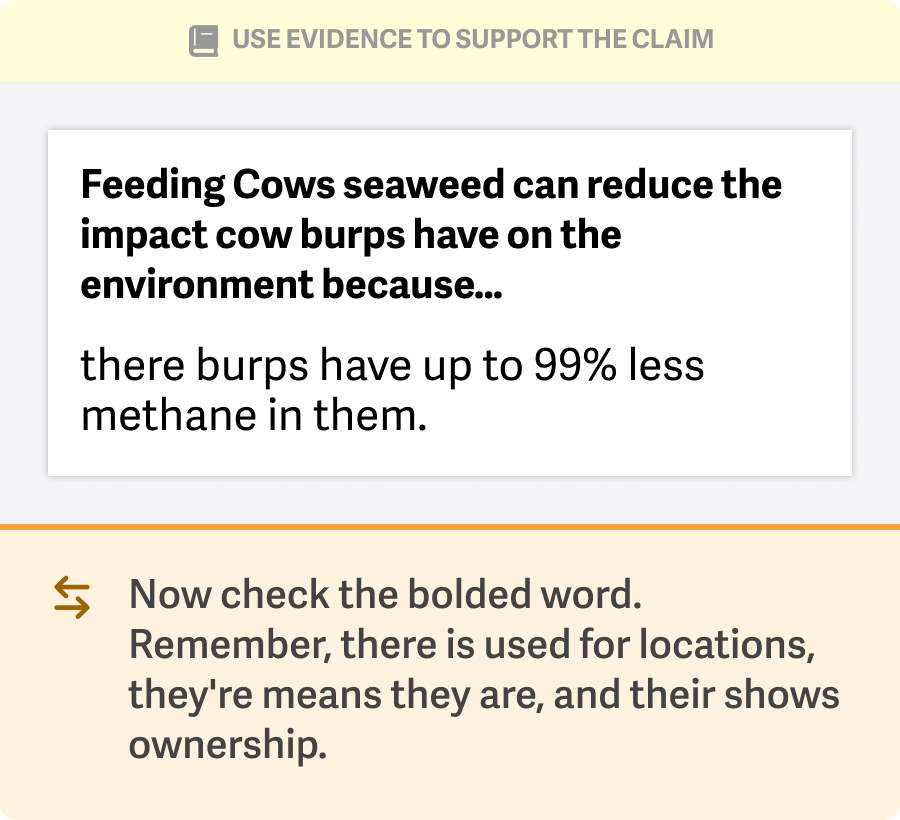 USE EVIDENCE TO SUPPORT THE CLAIM
Feeding Cows seaweed can reduce the
impact cow burps have on the
environment because...
there burps have up to 99% less
methane in them.
Now check the bolded word.
Remember, there is used for locations,
they're means they are, and their shows
ownership.